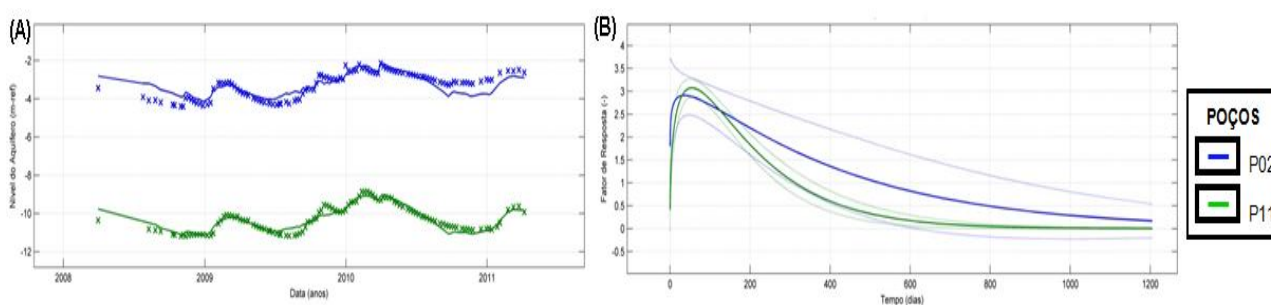 (A)
-2
-4
-6
-8
-10
-12
Nível do Aquífero (m-ref)
2008 2009 2010 2011
Data (anos)
(B)
4
3.5
3
2.5
2
1.5
1
0.5
0
-0.5
Fator de Resposta (-)
0 200 400 600 800 1000 1200
Tempo (dias)
POÇOS
P02
P11